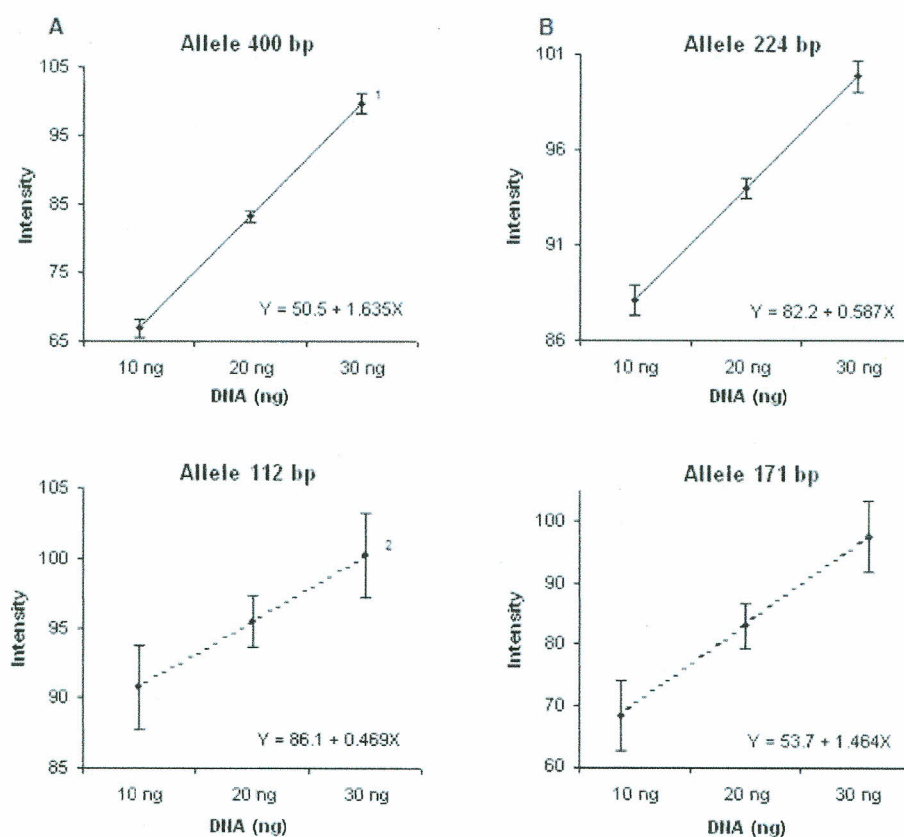 A
Allele 400 bp
105
95
85
75
65
Intensity
1
Y = 50.5 + 1.635X
10 ng 20 ng 30 ng
DNA (ng)
B
Allele 224 bp
101
96
91
86
Intensity
Y = 82.2 + 0.587X
10 ng 20 ng 30 ng
DNA (ng)
Allele 112 bp
105
100
95
90
85
Intensity
2
Y = 86.1 + 0.469X
10 ng 20 ng 30 ng
DNA (ng)
Allele 171 bp
100
90
80
70
60
Intensity
Y = 53.7 + 1.464X
10 ng 20 ng 30 ng
DNA (ng)